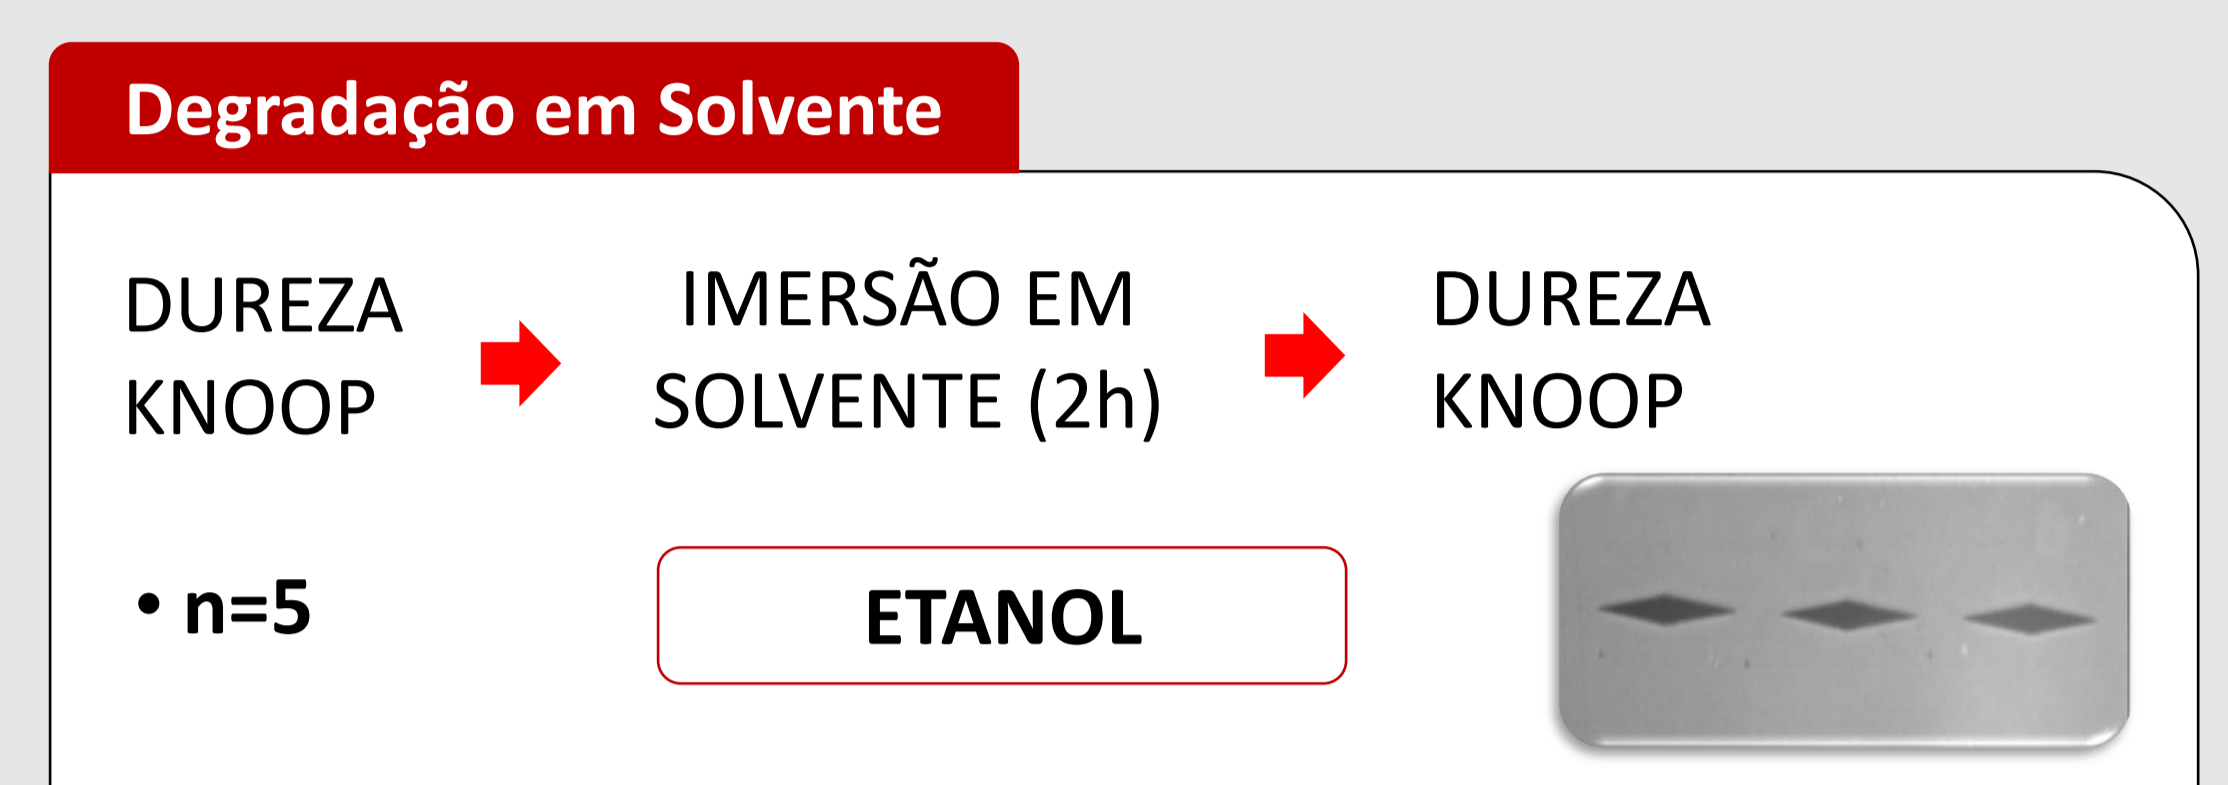 Degradação em Solvente
DUREZA
KNOOP
IMERSÃO EM
SOLVENTE (2h)
DUREZA
KNOOP
• n=5
ETANOL